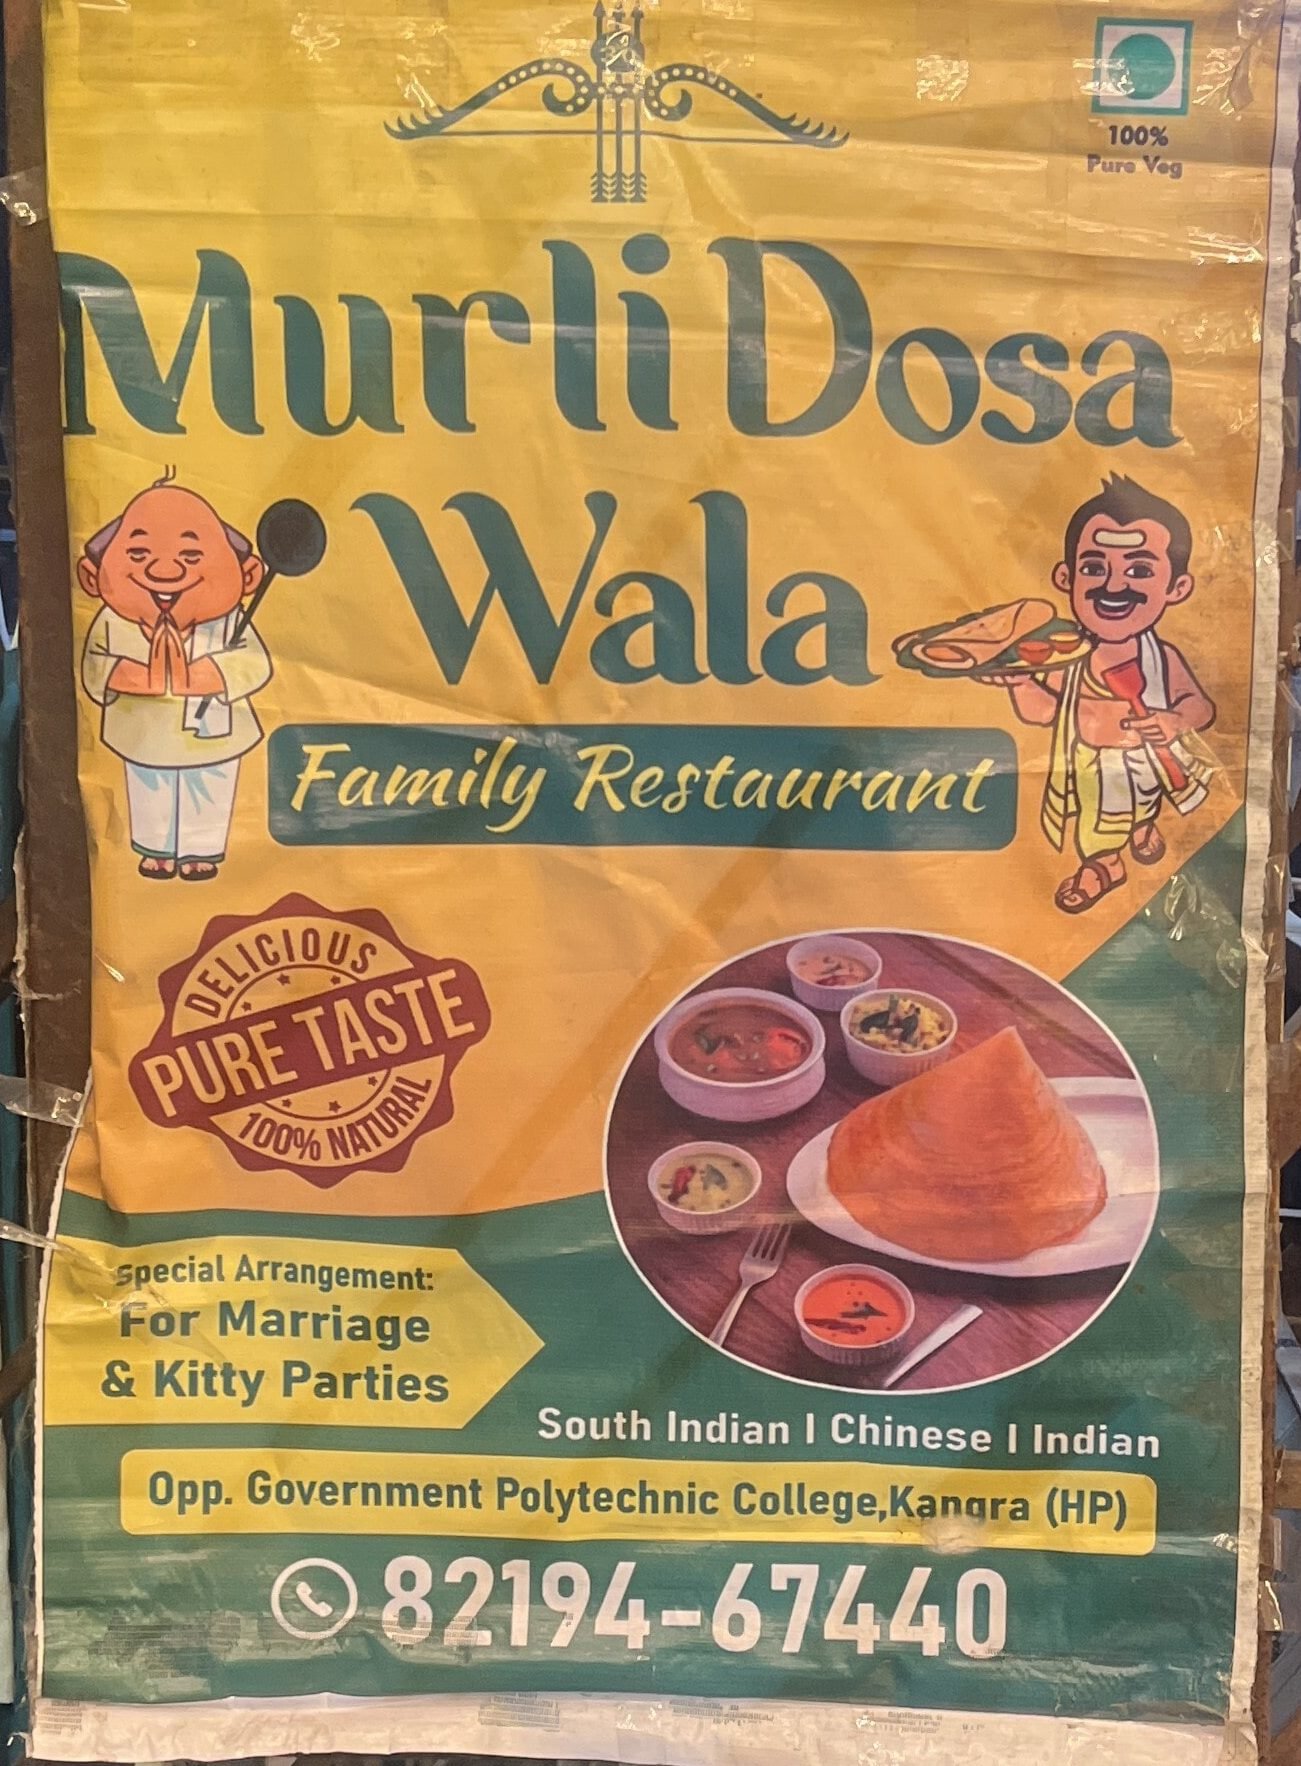 100%
Pure Veg
Murli Dosa
Wala
Family Restaurant
DELICIOUS
PURE TASTE
100% NATURAL
Special Arrangement:
For Marriage
& Kitty Parties
South Indian | Chinese | Indian
Opp. Government Polytechnic College,Kangra (HP)
82194-67440